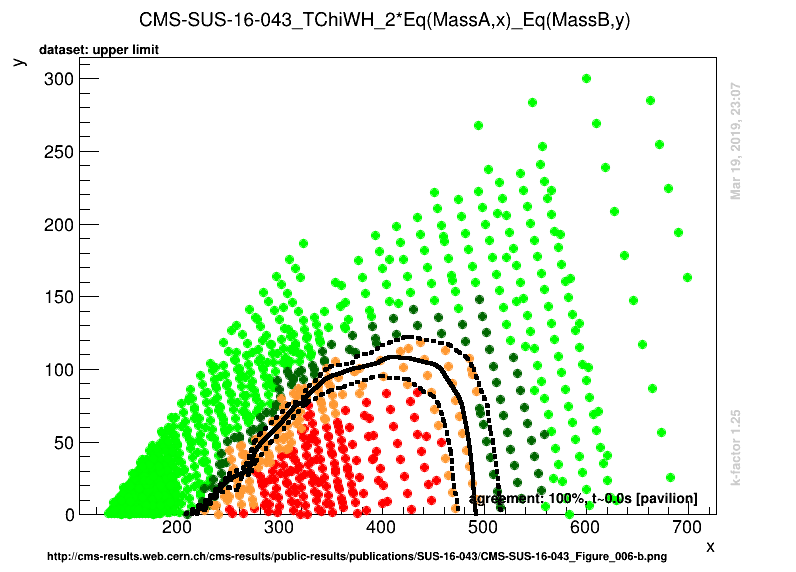 CMS-SUS-16-043_TChiWH_2*Eq(MassA,x)_Eq(MassB,y)
dataset: upper limit
y
300
250
200
150
100
50
0
200
300
400
500
600
700
x
agreement: 100%, t~0.0s [pavilion]
Mar 19, 2019, 23:07
k-factor 1.25
http://cms-results.web.cern.ch/cms-results/public-results/publications/SUS-16-043/CMS-SUS-16-043_Figure_006-b.png